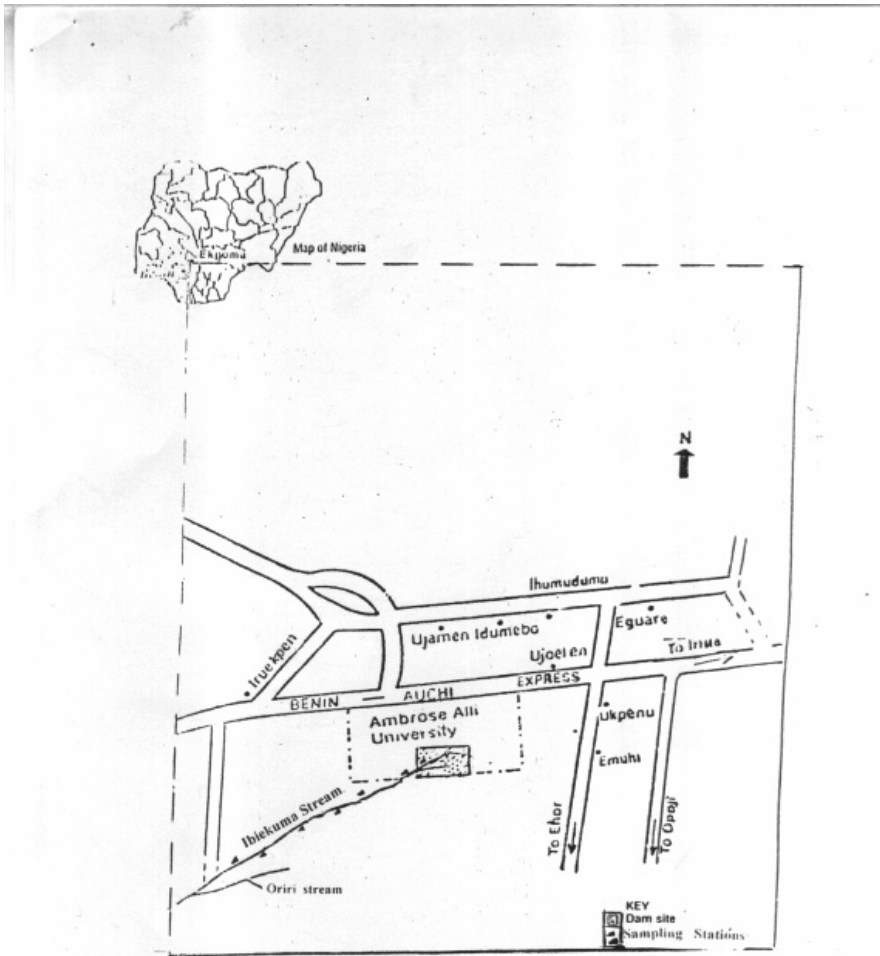 Ekpoma
Map of Nigeria
N
Ihumudumu
Ujamen Idumebo
Eguare
Iruekpen
Ujoelen
To Irrua
BENIN — AUCHI EXPRESS
Ambrose Alli
University
Ukpenu
Emuhi
Ibiekuma Stream
To Ehor
To Opoji
Oriri stream
KEY
Dam site
Sampling Stations